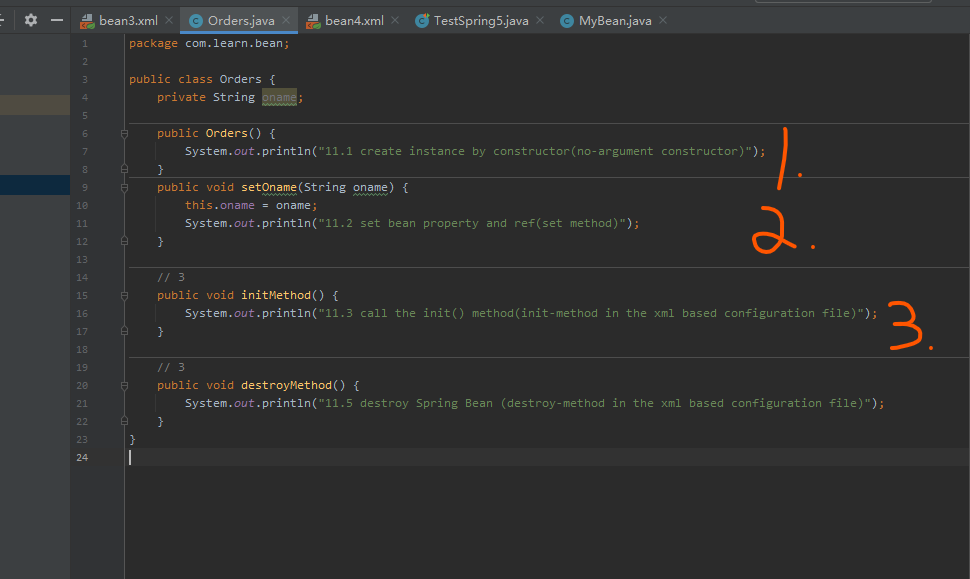 bean3.xml Orders.java bean4.xml TestSpring5.java MyBean.java
1 package com.learn.bean;
2
3 public class Orders {
4 private String oname;
5
6 public Orders() {
7 System.out.println("11.1 create instance by constructor(no-argument constructor)");
8 }
1.
9 public void setOname(String oname) {
10 this.oname = oname;
11 System.out.println("11.2 set bean property and ref(set method)");
12 }
2.
13
14 // 3
15 public void initMethod() {
16 System.out.println("11.3 call the init() method(init-method in the xml based configuration file)");
17 }
3.
18
19 // 3
20 public void destroyMethod() {
21 System.out.println("11.5 destroy Spring Bean (destroy-method in the xml based configuration file)");
22 }
23 }
24